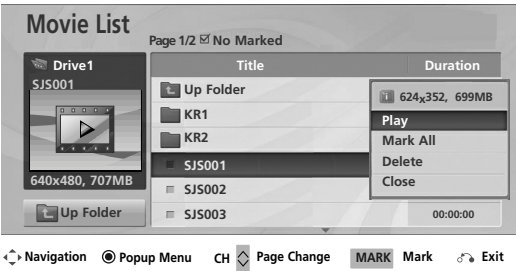 Movie List
Page 1/2 ☑ No Marked
Drive1
SJS001
640x480, 707MB
Up Folder
Title Duration
Up Folder
KR1
KR2
SJS001
SJS002
SJS003 00:00:00
624x352, 699MB
Play
Mark All
Delete
Close
Navigation Popup Menu CH Page Change MARK Mark Exit